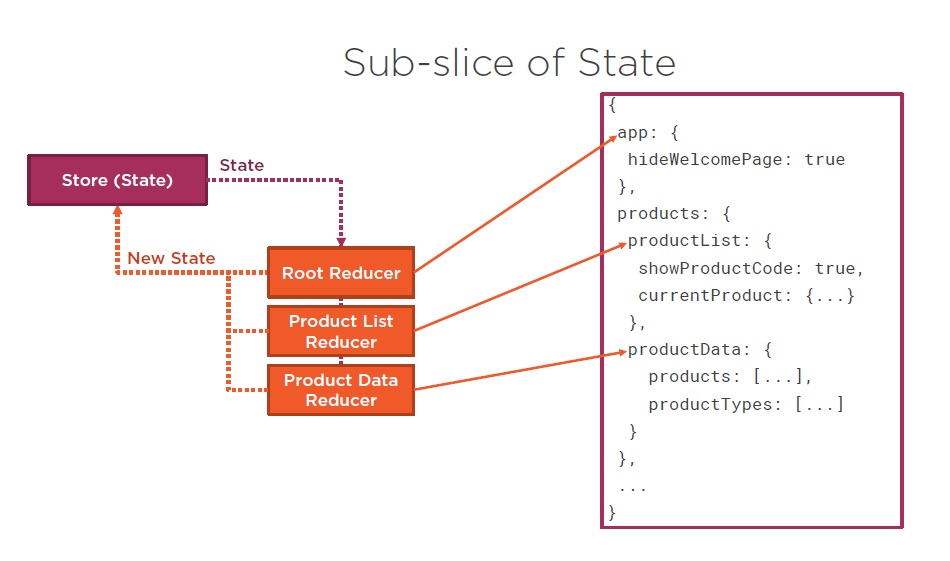 Sub-slice of State
State
Store (State)
New State
Root Reducer
Product List
Reducer
Product Data
Reducer
{
app: {
hideWelcomePage: true
},
products: {
productList: {
showProductCode: true,
currentProduct: {...}
},
productData: {
products: [...],
productTypes: [...]
}
},
...
}